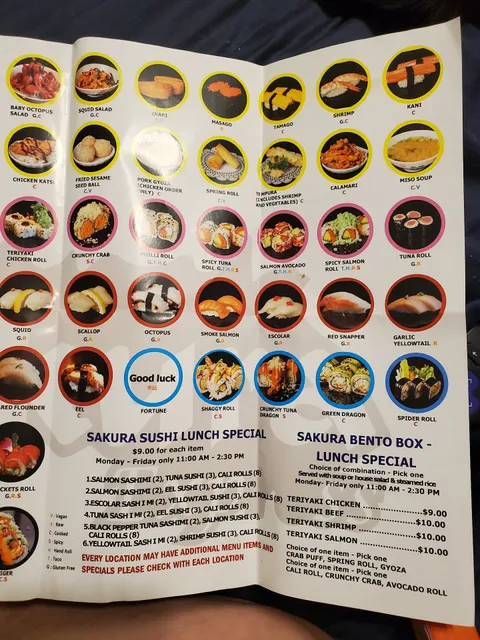 BABY OCTOPUS
SALAD G.C
SQUID SALAD
G.C
INARI
MASAGO
R
TAMAGO
C
SHRIMP
G.C
KANI
C
CHICKEN KATSU
C
FRIED SESAME
SEED BALL
C.V
PORK GYOZA
(CHICKEN ORDER
ONLY) C
SPRING ROLL
C.V
TEMPURA
(INCLUDES SHRIMP
AND VEGETABLES) C
CALAMARI
C
MISO SOUP
C.V
TERIYAKI
CHICKEN ROLL
C
CRUNCHY CRAB
S.C
SPICY TUNA
ROLL G.T.H.R.S
SALMON AVOCADO
SPICY SALMON
ROLL T.H.R.S
TUNA ROLL
G.R
SQUID
G.R
SCALLOP
G.R
OCTOPUS
G.R
SMOKE SALMON
G.R
ESCOLAR
G.R
RED SNAPPER
G.R
GARLIC
YELLOWTAIL R
RED FLOUNDER
G.C
EEL
C
Good luck
FORTUNE
SHAGGY ROLL
C.S
CRUNCHY TUNA
GREEN DRAGON
C
SPIDER ROLL
C
ROCKETS ROLL
G.R.S
TIGER
C.S
: Vegan
: Raw
: Cooked
: Spicy
: Hand Roll
: Taco
: Gluten Free
SAKURA SUSHI LUNCH SPECIAL
$9.00 for each item
Monday - Friday only 11:00 AM - 2:30 PM
1.SALMON SASHIMI (2), TUNA SUSHI (3), CALI ROLLS (8)
2.SALMON SASHIMI (2), EEL SUSHI (3), CALI ROLLS (8)
3.ESCOLAR SASH I MI (2), YELLOWTAIL SUSHI (3), CALI ROLLS (8)
4.TUNA SASH I MI (2), EEL SUSHI (3), CALI ROLLS (8)
5.BLACK PEPPER TUNA SASHIMI (2), SALMON SUSHI (3),
CALI ROLLS (8)
6.YELLOWTAIL SASH I MI (2), SHRIMP SUSHI (3), CALI ROLLS (8)
EVERY LOCATION MAY HAVE ADDITIONAL MENU ITEMS AND
SPECIALS PLEASE CHECK WITH EACH LOCATION
SAKURA BENTO BOX -
LUNCH SPECIAL
Choice of combination - Pick one
Served with soup or house salad & steamed rice
Monday - Friday only 11:00 AM - 2:30 PM
TERIYAKI CHICKEN ....................$9.00
TERIYAKI BEEF ....................$10.00
TERIYAKI SHRIMP ....................$10.00
TERIYAKI SALMON ....................$10.00
Choice of one item - Pick one
CRAB PUFF, SPRING ROLL, GYOZA
Choice of one item - Pick one
CALI ROLL, CRUNCHY CRAB, AVOCADO ROLL